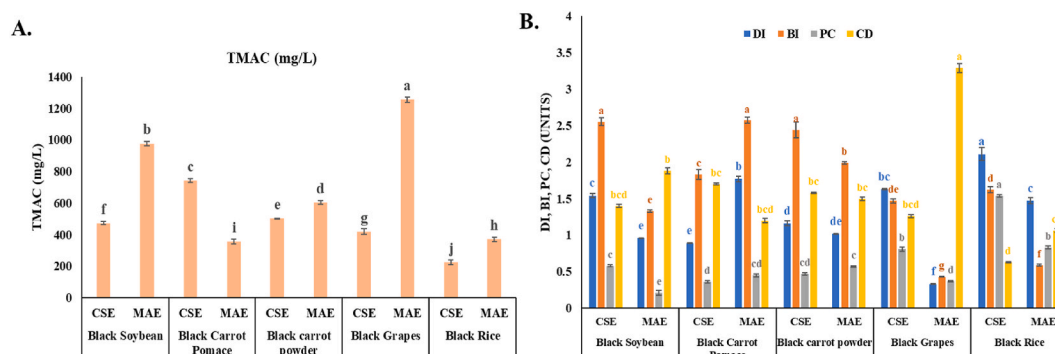 A.
TMAC (mg/L)
TMAC (mg/L)
1400
1200
1000
800
600
400
200
0
f b c i e d g a j h
CSE MAE CSE MAE CSE MAE CSE MAE CSE MAE
Black Soybean Black Carrot Pomace Black carrot powder Black Grapes Black Rice
B.
DI BI PC CD
DI, BI, PC, CD (UNITS)
4
3.5
3
2.5
2
1.5
1
0.5
0
c a c bcd
e b e b
e c d bc
b a cd bcd
d a cd bc
de b c bc
bc de b bcd
f g d a
a d a d
c f b
CSE MAE CSE MAE CSE MAE CSE MAE CSE MAE
Black Soybean Black Carrot Pomace Black carrot powder Black Grapes Black Rice